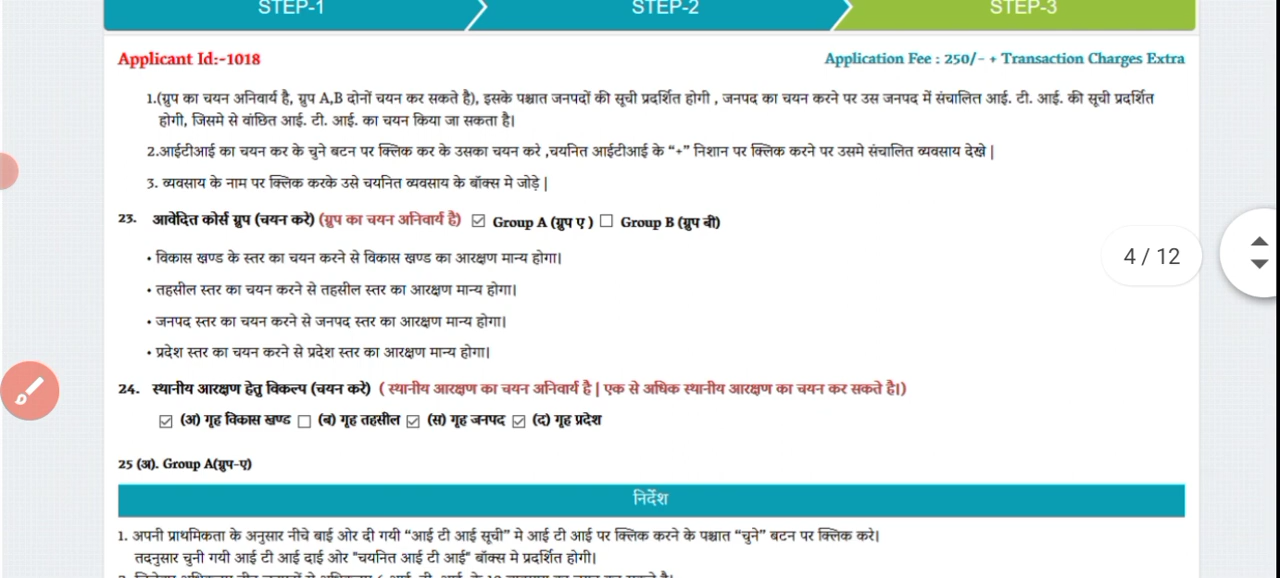 STEP-1 STEP-2 STEP-3
Applicant Id:-1018 Application Fee : 250/- + Transaction Charges Extra
1.(ग्रुप का चयन अनिवार्य है, ग्रुप A,B दोनों चयन कर सकते है), इसके पश्चात जनपदों की सूची प्रदर्शित होगी , जनपद का चयन करने पर उस जनपद में संचालित आई. टी. आई. की सूची प्रदर्शित
होगी, जिसमे से वांछित आई. टी. आई. का चयन किया जा सकता है।
2.आईटीआई का चयन कर के चुने बटन पर क्लिक कर के उसका चयन करे ,चयनित आईटीआई के “+” निशान पर क्लिक करने पर उसमे संचालित व्यवसाय देखे |
3. व्यवसाय के नाम पर क्लिक करके उसे चयनित व्यवसाय के बॉक्स मे जोड़े |
23. आवेदित कोर्स ग्रुप (चयन करे) (ग्रुप का चयन अनिवार्य है) Group A (ग्रुप ए ) Group B (ग्रुप बी)
• विकास खण्ड के स्तर का चयन करने से विकास खण्ड का आरक्षण मान्य होगा।
4 / 12
• तहसील स्तर का चयन करने से तहसील स्तर का आरक्षण मान्य होगा।
• जनपद स्तर का चयन करने से जनपद स्तर का आरक्षण मान्य होगा।
• प्रदेश स्तर का चयन करने से प्रदेश स्तर का आरक्षण मान्य होगा।
24. स्थानीय आरक्षण हेतु विकल्प (चयन करे) ( स्थानीय आरक्षण का चयन अनिवार्य है | एक से अधिक स्थानीय आरक्षण का चयन कर सकते है।)
(अ) गृह विकास खण्ड (ब) गृह तहसील (स) गृह जनपद (द) गृह प्रदेश
25 (अ). Group A(ग्रुप-ए)
निर्देश
1. अपनी प्राथमिकता के अनुसार नीचे बाई ओर दी गयी “आई टी आई सूची” मे आई टी आई पर क्लिक करने के पश्चात “चुने” बटन पर क्लिक करे।
तदनुसार चुनी गयी आई टी आई दाई ओर "चयनित आई टी आई" बॉक्स मे प्रदर्शित होगी।